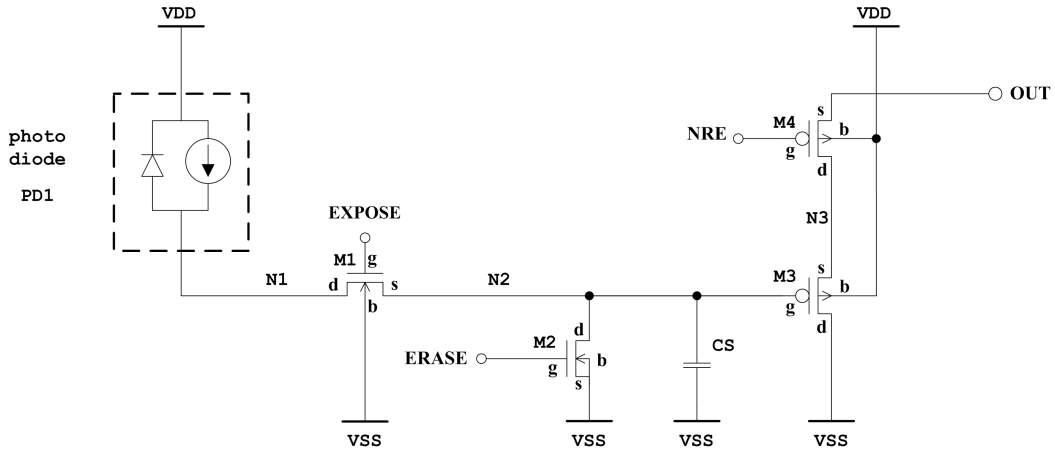 VDD
VDD
OUT
s
photo
diode
PD1
M4
NRE
b
g
d
EXPOSE
N3
M1
g
N1
d
s
N2
M3
s
b
b
g
d
d
M2
ERASE
b
g
s
CS
VSS
VSS
VSS
VSS